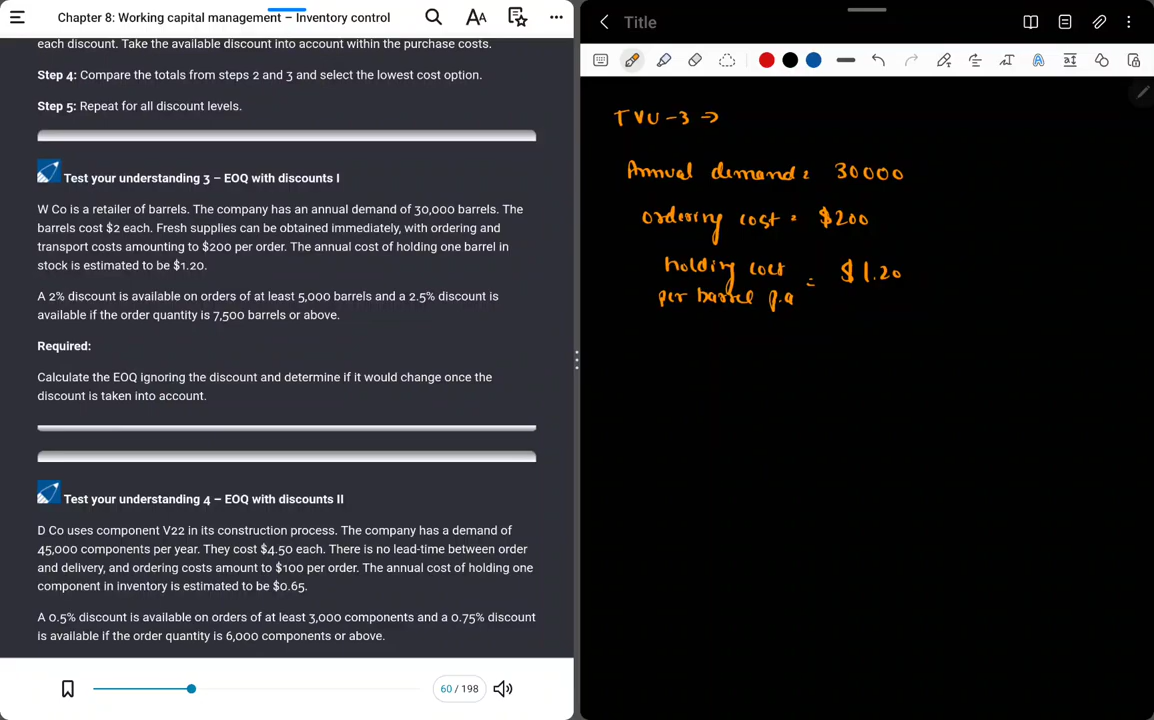 Chapter 8: Working capital management – Inventory control
each discount. Take the available discount into account within the purchase costs.
Step 4: Compare the totals from steps 2 and 3 and select the lowest cost option.
Step 5: Repeat for all discount levels.
Test your understanding 3 – EOQ with discounts I
W Co is a retailer of barrels. The company has an annual demand of 30,000 barrels. The
barrels cost $2 each. Fresh supplies can be obtained immediately, with ordering and
transport costs amounting to $200 per order. The annual cost of holding one barrel in
stock is estimated to be $1.20.
A 2% discount is available on orders of at least 5,000 barrels and a 2.5% discount is
available if the order quantity is 7,500 barrels or above.
Required:
Calculate the EOQ ignoring the discount and determine if it would change once the
discount is taken into account.
Test your understanding 4 – EOQ with discounts II
D Co uses component V22 in its construction process. The company has a demand of
45,000 components per year. They cost $4.50 each. There is no lead-time between order
and delivery, and ordering costs amount to $100 per order. The annual cost of holding one
component in inventory is estimated to be $0.65.
A 0.5% discount is available on orders of at least 3,000 components and a 0.75% discount
is available if the order quantity is 6,000 components or above.
60 / 198
Title
TYU-3 →
Annual demand = 30000
ordering cost = $200
holding cost
per barrel p.a = $1.20